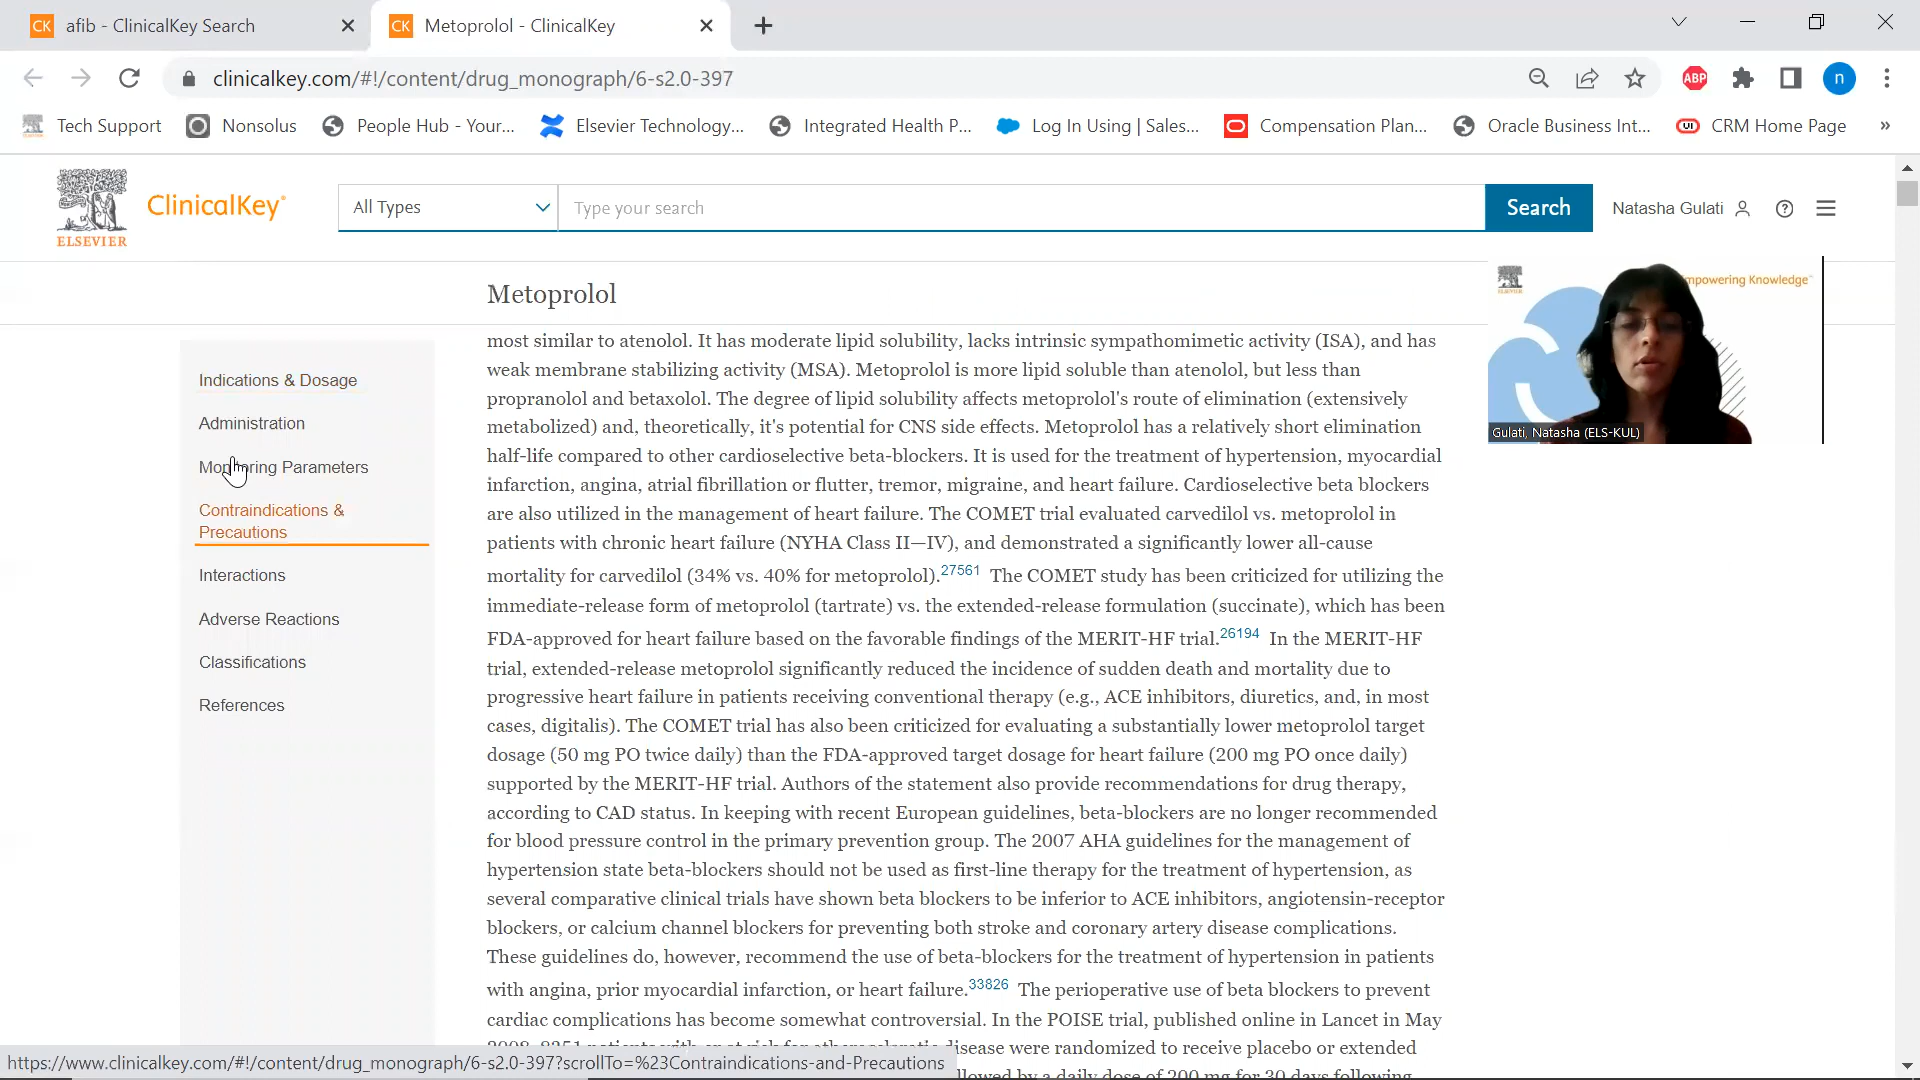 afib - ClinicalKey Search
Metoprolol - ClinicalKey
clinicalkey.com/#!/content/drug_monograph/6-s2.0-397
ABP
n
Tech Support
Nonsolus
People Hub - Your...
Elsevier Technology...
Integrated Health P...
Log In Using | Sales...
Compensation Plan...
Oracle Business Int...
CRM Home Page
»
ELSEVIER
ClinicalKey
All Types
Type your search
Search
Natasha Gulati
Metoprolol
Indications & Dosage
Administration
Monitoring Parameters
Contraindications &
Precautions
Interactions
Adverse Reactions
Classifications
References
most similar to atenolol. It has moderate lipid solubility, lacks intrinsic sympathomimetic activity (ISA), and has
weak membrane stabilizing activity (MSA). Metoprolol is more lipid soluble than atenolol, but less than
propranolol and betaxolol. The degree of lipid solubility affects metoprolol's route of elimination (extensively
metabolized) and, theoretically, it's potential for CNS side effects. Metoprolol has a relatively short elimination
half-life compared to other cardioselective beta-blockers. It is used for the treatment of hypertension, myocardial
infarction, angina, atrial fibrillation or flutter, tremor, migraine, and heart failure. Cardioselective beta blockers
are also utilized in the management of heart failure. The COMET trial evaluated carvedilol vs. metoprolol in
patients with chronic heart failure (NYHA Class II—IV), and demonstrated a significantly lower all-cause
mortality for carvedilol (34% vs. 40% for metoprolol).27561 The COMET study has been criticized for utilizing the
immediate-release form of metoprolol (tartrate) vs. the extended-release formulation (succinate), which has been
FDA-approved for heart failure based on the favorable findings of the MERIT-HF trial.26194 In the MERIT-HF
trial, extended-release metoprolol significantly reduced the incidence of sudden death and mortality due to
progressive heart failure in patients receiving conventional therapy (e.g., ACE inhibitors, diuretics, and, in most
cases, digitalis). The COMET trial has also been criticized for evaluating a substantially lower metoprolol target
dosage (50 mg PO twice daily) than the FDA-approved target dosage for heart failure (200 mg PO once daily)
supported by the MERIT-HF trial. Authors of the statement also provide recommendations for drug therapy,
according to CAD status. In keeping with recent European guidelines, beta-blockers are no longer recommended
for blood pressure control in the primary prevention group. The 2007 AHA guidelines for the management of
hypertension state beta-blockers should not be used as first-line therapy for the treatment of hypertension, as
several comparative clinical trials have shown beta blockers to be inferior to ACE inhibitors, angiotensin-receptor
blockers, or calcium channel blockers for preventing both stroke and coronary artery disease complications.
These guidelines do, however, recommend the use of beta-blockers for the treatment of hypertension in patients
with angina, prior myocardial infarction, or heart failure.33826 The perioperative use of beta blockers to prevent
cardiac complications has become somewhat controversial. In the POISE trial, published online in Lancet in May
disease were randomized to receive placebo or extended
a daily dose of 200 mg for 30 days following
mpowering Knowledge™
Gulati, Natasha (ELS-KUL)
https://www.clinicalkey.com/#!/content/drug_monograph/6-s2.0-397?scrollTo=%23Contraindications-and-Precautions